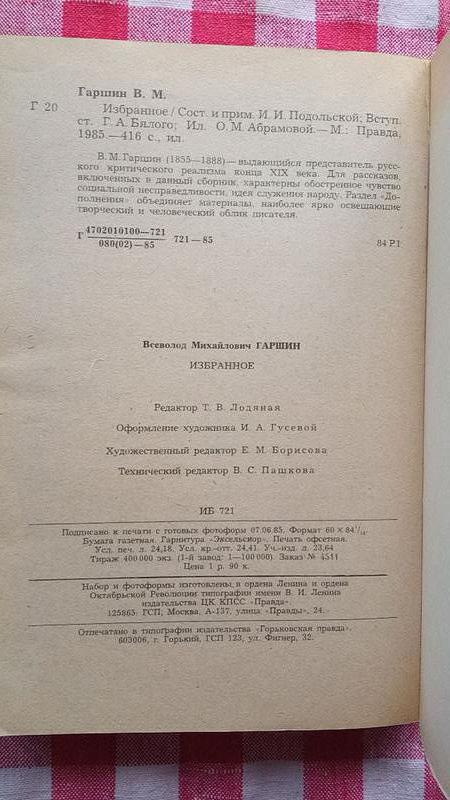 Гаршин В. М.
Г 20 Избранное / Сост. и прим. И. И. Подольской; Вступ.
ст. Г. А. Бялого; Ил. О. М. Абрамовой. — М.: Правда,
1985.—416 с., ил.
В. М. Гаршин (1855—1888) — выдающийся представитель рус-
ского критического реализма конца XIX века. Для рассказов,
включенных в данный сборник, характерны обостренное чувство
социальной несправедливости, идея служения народу. Раздел «До-
полнения» объединяет материалы, наиболее ярко освещающие
творческий и человеческий облик писателя.
4702010100—721
Г 721—85 84 Р1
080(02)—85
Всеволод Михайлович ГАРШИН
ИЗБРАННОЕ
Редактор Т. В. Лодяная
Оформление художника И. А. Гусевой
Художественный редактор Е. М. Борисова
Технический редактор В. С. Пашкова
ИБ 721
Подписано к печати с готовых фотоформ 07.06.85. Формат 60 × 84 1/16.
Бумага газетная. Гарнитура «Эксельсиор». Печать офсетная.
Усл. печ. л. 24,18. Усл. кр.-отт. 24,41. Уч.-изд. л. 23,64
Тираж 400 000 экз. (1-й завод: 1—100 000). Заказ № 4511
Цена 1 р. 90 к.
Набор и фотоформы изготовлены в ордена Ленина и ордена
Октябрьской Революции типографии имени В. И. Ленина
издательства ЦК КПСС «Правда».
125865. ГСП, Москва, А-137, улица «Правды», 24.
Отпечатано в типографии издательства «Горьковская правда».
603006, г. Горький, ГСП 123, ул. Фигнер, 32.